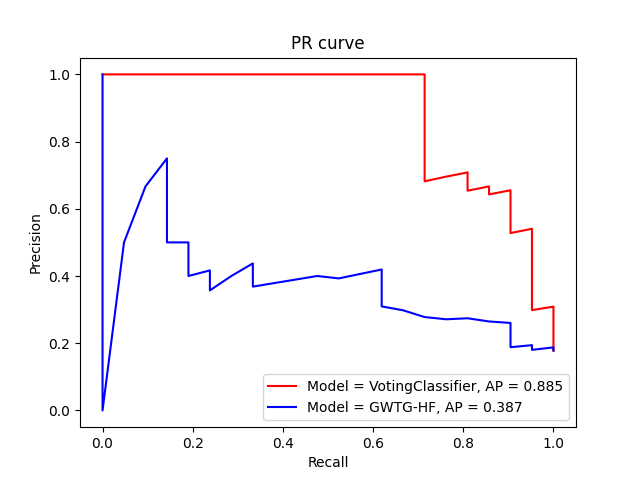 PR curve
1.0
0.8
0.6
0.4
0.2
0.0
Precision
0.0 0.2 0.4 0.6 0.8 1.0
Recall
Model = VotingClassifier, AP = 0.885
Model = GWTG-HF, AP = 0.387